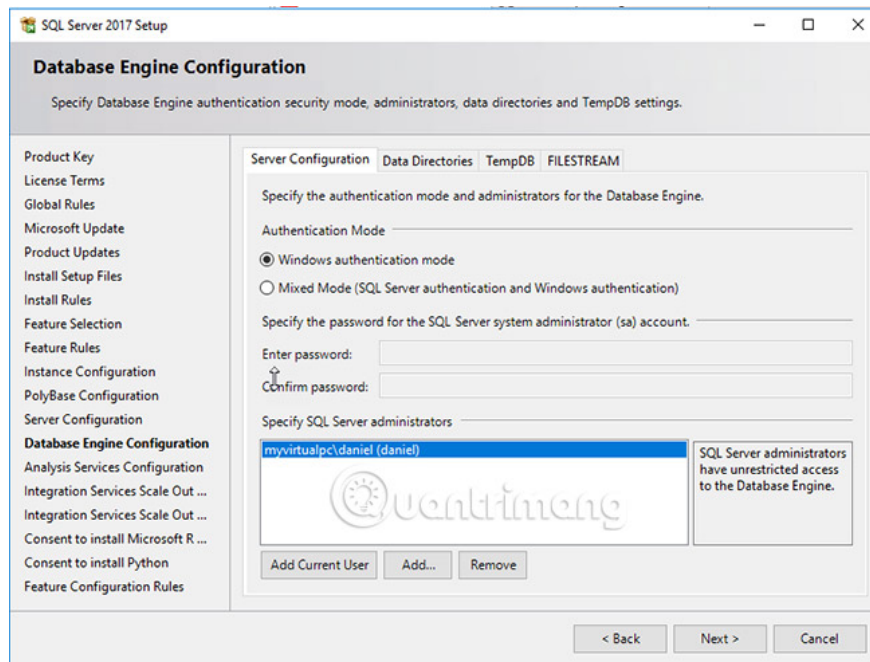 SQL Server 2017 Setup
Database Engine Configuration
Specify Database Engine authentication security mode, administrators, data directories and TempDB settings.
Product Key
License Terms
Global Rules
Microsoft Update
Product Updates
Install Setup Files
Install Rules
Feature Selection
Feature Rules
Instance Configuration
PolyBase Configuration
Server Configuration
Database Engine Configuration
Analysis Services Configuration
Integration Services Scale Out ...
Integration Services Scale Out ...
Consent to install Microsoft R ...
Consent to install Python
Feature Configuration Rules
Server Configuration Data Directories TempDB FILESTREAM
Specify the authentication mode and administrators for the Database Engine.
Authentication Mode
Windows authentication mode
Mixed Mode (SQL Server authentication and Windows authentication)
Specify the password for the SQL Server system administrator (sa) account.
Enter password:
Confirm password:
Specify SQL Server administrators
myvirtualpc\daniel (daniel)
SQL Server administrators
have unrestricted access
to the Database Engine.
Quantrimang
Add Current User Add... Remove
< Back Next > Cancel